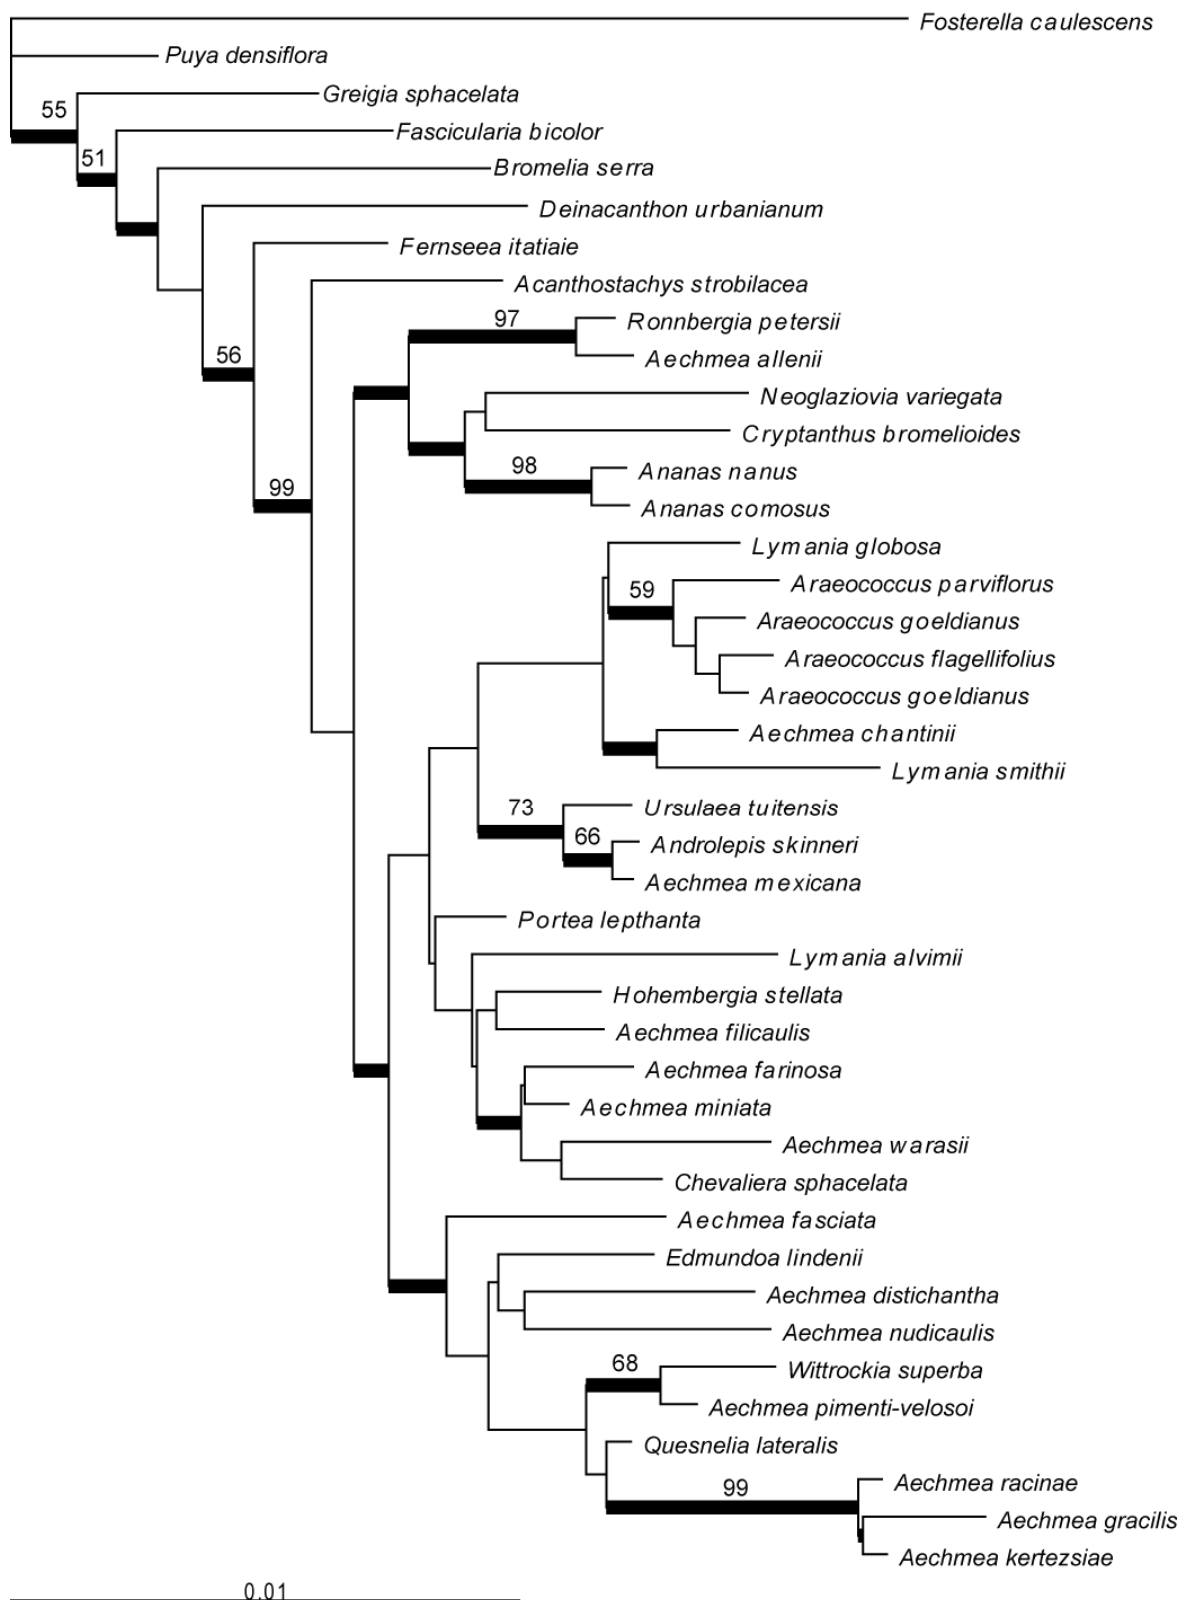 Fosterella caulescens
Puya densiflora
Greigia sphacelata
55
Fascicularia bicolor
51
Bromelia serra
Deinacanthon urbanianum
Fernseea itatiaie
Acanthostachys strobilacea
97
Ronnbergia petersii
56
Aechmea allenii
Neoglaziovia variegata
Cryptanthus bromelioides
98
Ananas nanus
99
Ananas comosus
Lymania globosa
59
Araeococcus parviflorus
Araeococcus goeldianus
Araeococcus flagellifolius
Araeococcus goeldianus
Aechmea chantinii
Lymania smithii
73
Ursulaea tuitensis
66
Androlepis skinneri
Aechmea mexicana
Portea lepthanta
Lymania alvimii
Hohembergia stellata
Aechmea filicaulis
Aechmea farinosa
Aechmea miniata
Aechmea warasii
Chevaliera sphacelata
Aechmea fasciata
Edmundoa lindenii
Aechmea distichantha
Aechmea nudicaulis
68
Wittrockia superba
Aechmea pimenti-velosoi
Quesnelia lateralis
99
Aechmea racinae
Aechmea gracilis
Aechmea kertezsiae
0.01